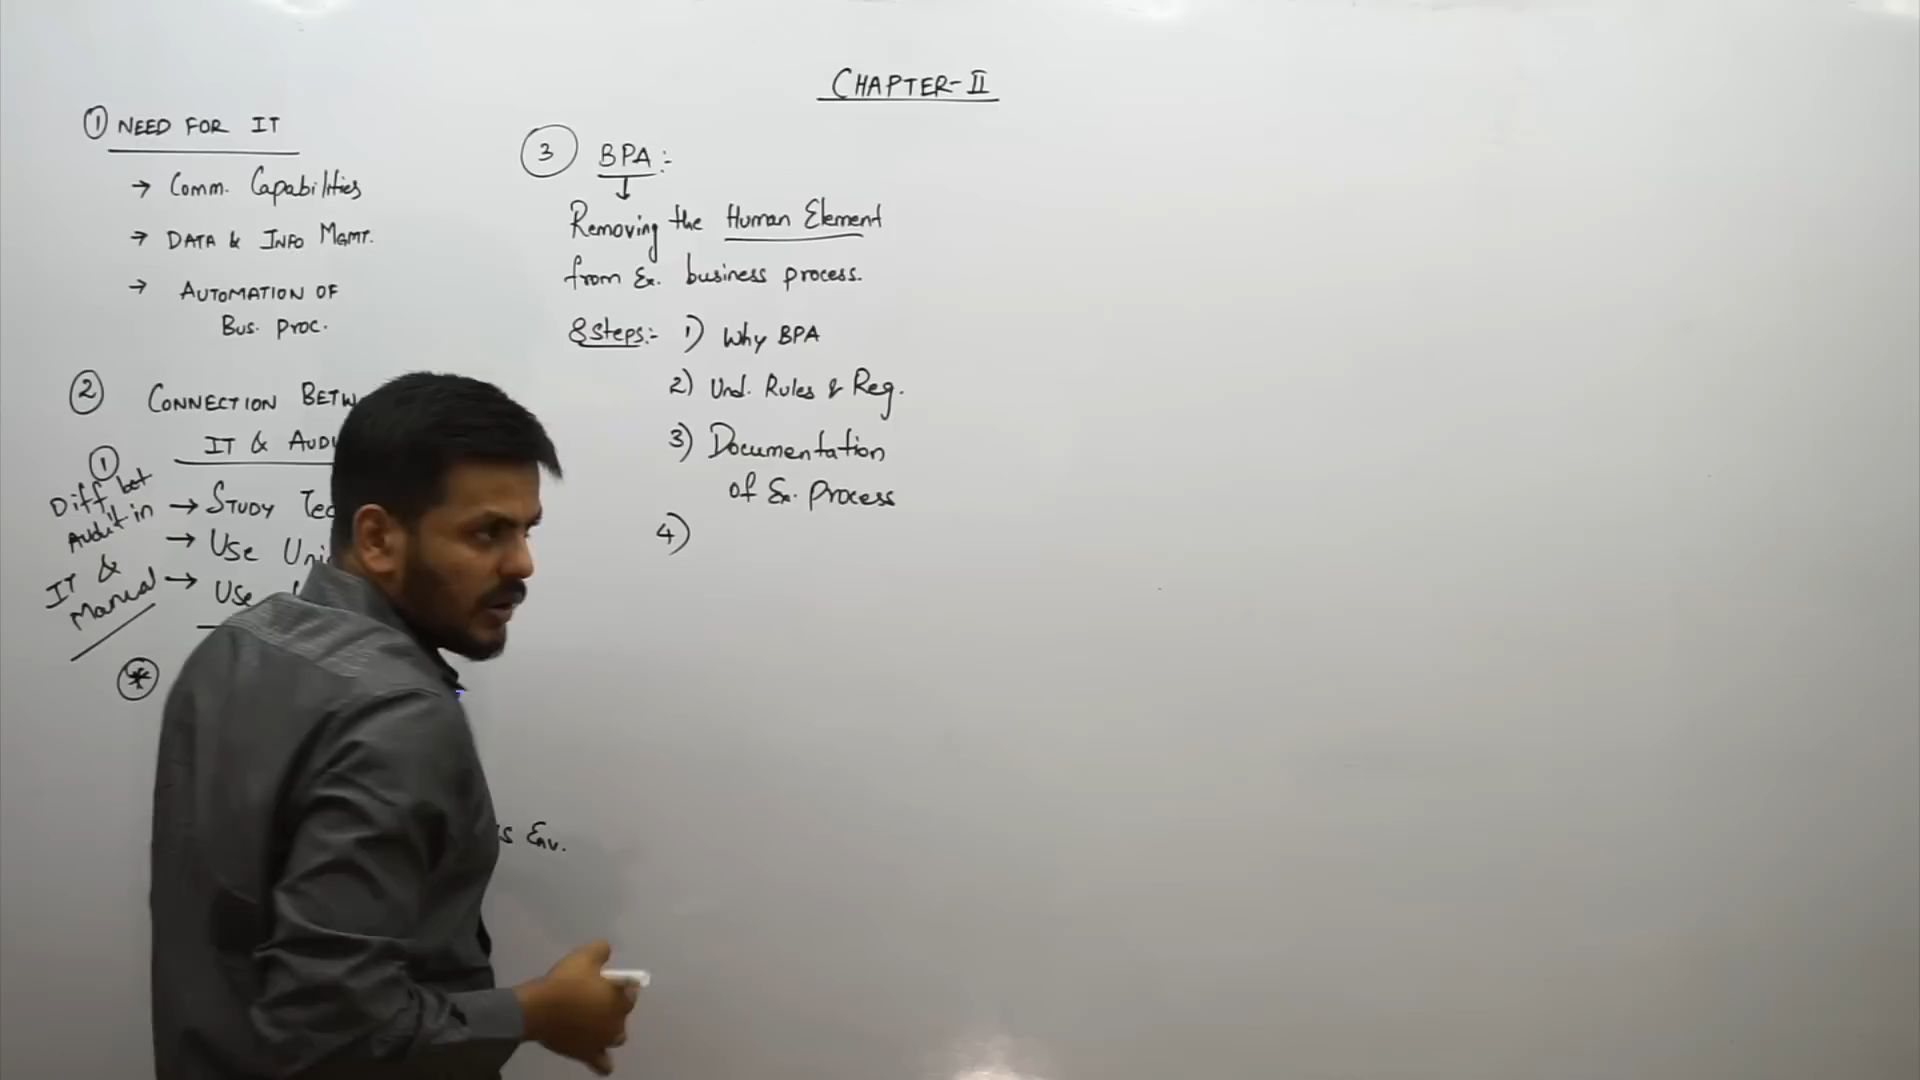 CHAPTER-II
① NEED FOR IT
→ Comm. Capabilities
→ DATA & INFO MGMT.
→ AUTOMATION OF
BUS. PROC.
② CONNECTION BETW
IT & AUD
①
Diff bet
Audit in
IT & 
Manual
→ STUDY Tec
→ Use Uni
→ Use
*
s Env.
③ BPA:-
↓
Removing the Human Element
from Ex. business process.
8 steps:- 1) Why BPA
2) Und. Rules & Reg.
3) Documentation
of Ex. Process
4)